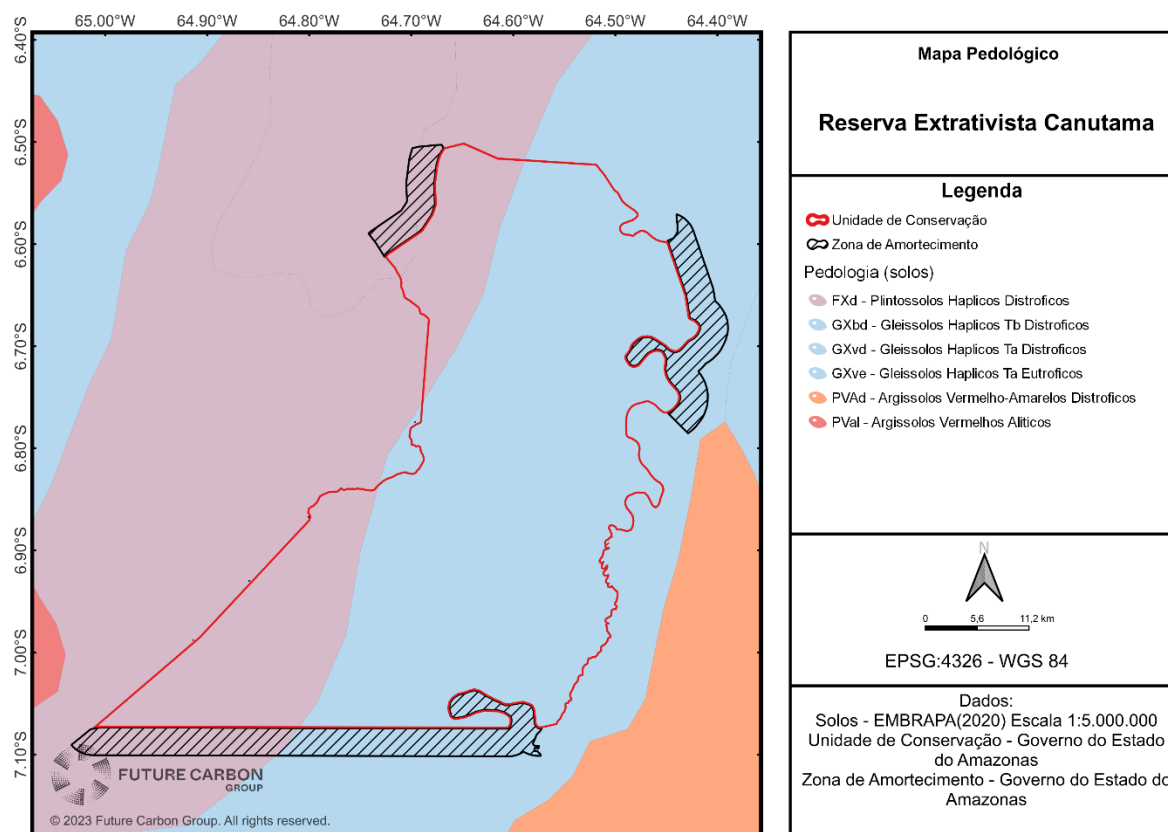 65.00°W 64.90°W 64.80°W 64.70°W 64.60°W 64.50°W 64.40°W
6.40°S
6.50°S
6.60°S
6.70°S
6.80°S
6.90°S
7.00°S
7.10°S
FUTURE CARBON
GROUP
© 2023 Future Carbon Group. All rights reserved.
Mapa Pedológico
Reserva Extrativista Canutama
Legenda
Unidade de Conservação
Zona de Amortecimento
Pedologia (solos)
FXd - Plintossolos Haplicos Distroficos
GXbd - Gleissolos Haplicos Tb Distroficos
GXvd - Gleissolos Haplicos Ta Distroficos
GXve - Gleissolos Haplicos Ta Eutroficos
PVAd - Argissolos Vermelho-Amarelos Distroficos
PVal - Argissolos Vermelhos Aliticos
N
0 5,6 11,2 km
EPSG:4326 - WGS 84
Dados:
Solos - EMBRAPA(2020) Escala 1:5.000.000
Unidade de Conservação - Governo do Estado
do Amazonas
Zona de Amortecimento - Governo do Estado do
Amazonas